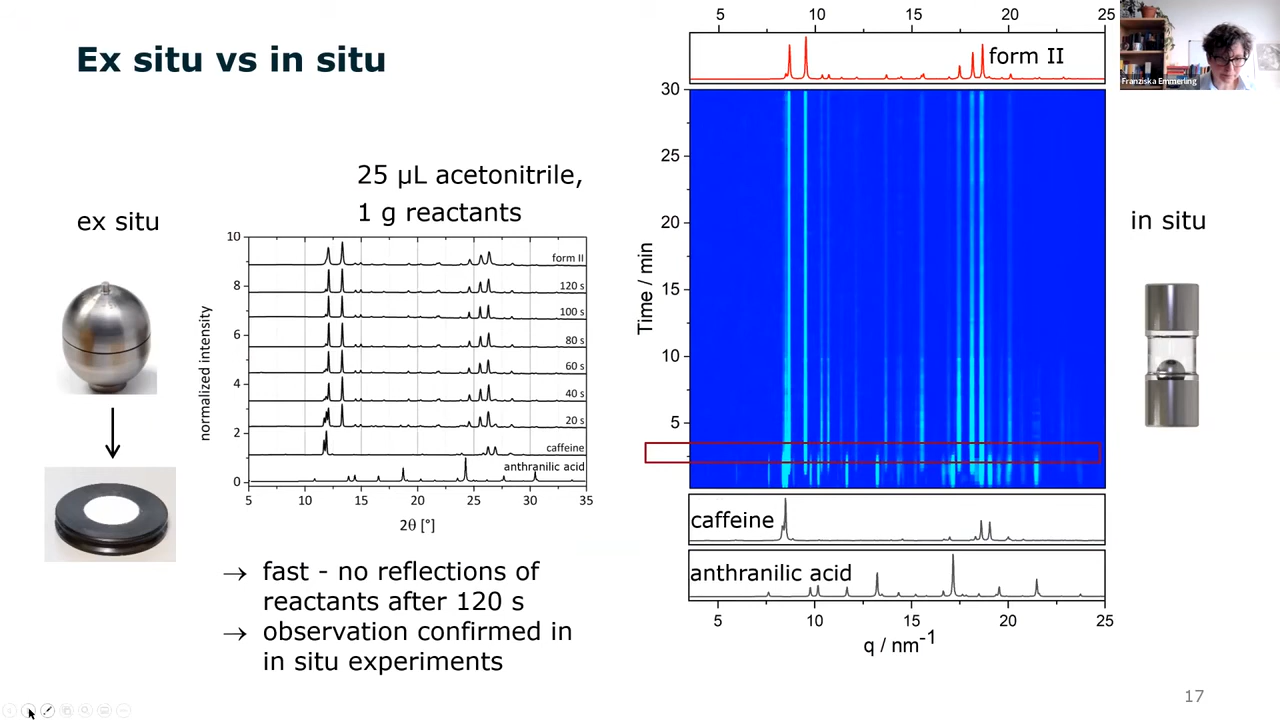 Ex situ vs in situ
25 µL acetonitrile,
1 g reactants
ex situ
10
8
6
4
2
0
normalized intensity
form II
120 s
100 s
80 s
60 s
40 s
20 s
caffeine
anthranilic acid
5 10 15 20 25 30 35
2θ [°]
→ fast - no reflections of
reactants after 120 s
→ observation confirmed in
in situ experiments
5 10 15 20 25
form II
30
25
20
15
10
5
Time / min
caffeine
anthranilic acid
5 10 15 20 25
q / nm⁻¹
Franziska Emmerling
in situ
17